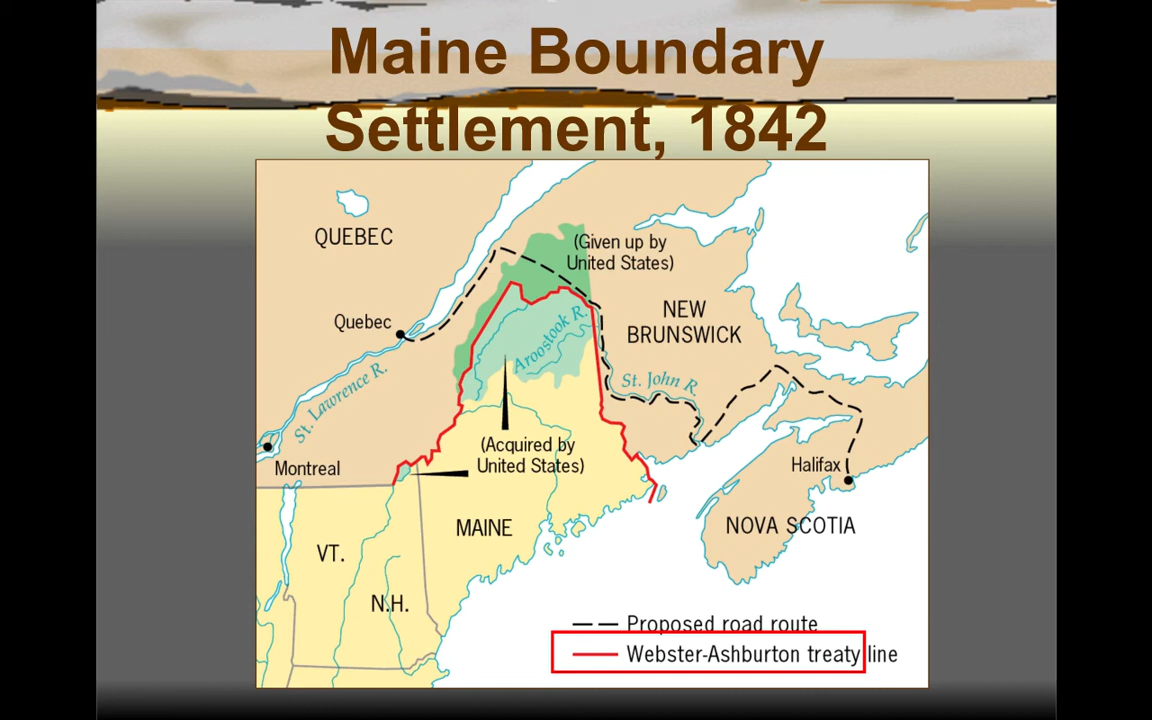 Maine Boundary
Settlement, 1842
QUEBEC
(Given up by
United States)
Quebec
NEW
BRUNSWICK
Aroostook R.
St. John R.
St. Lawrence R.
(Acquired by
United States)
Montreal
Halifax
MAINE
NOVA SCOTIA
VT.
N.H.
Proposed road route
Webster-Ashburton treaty line